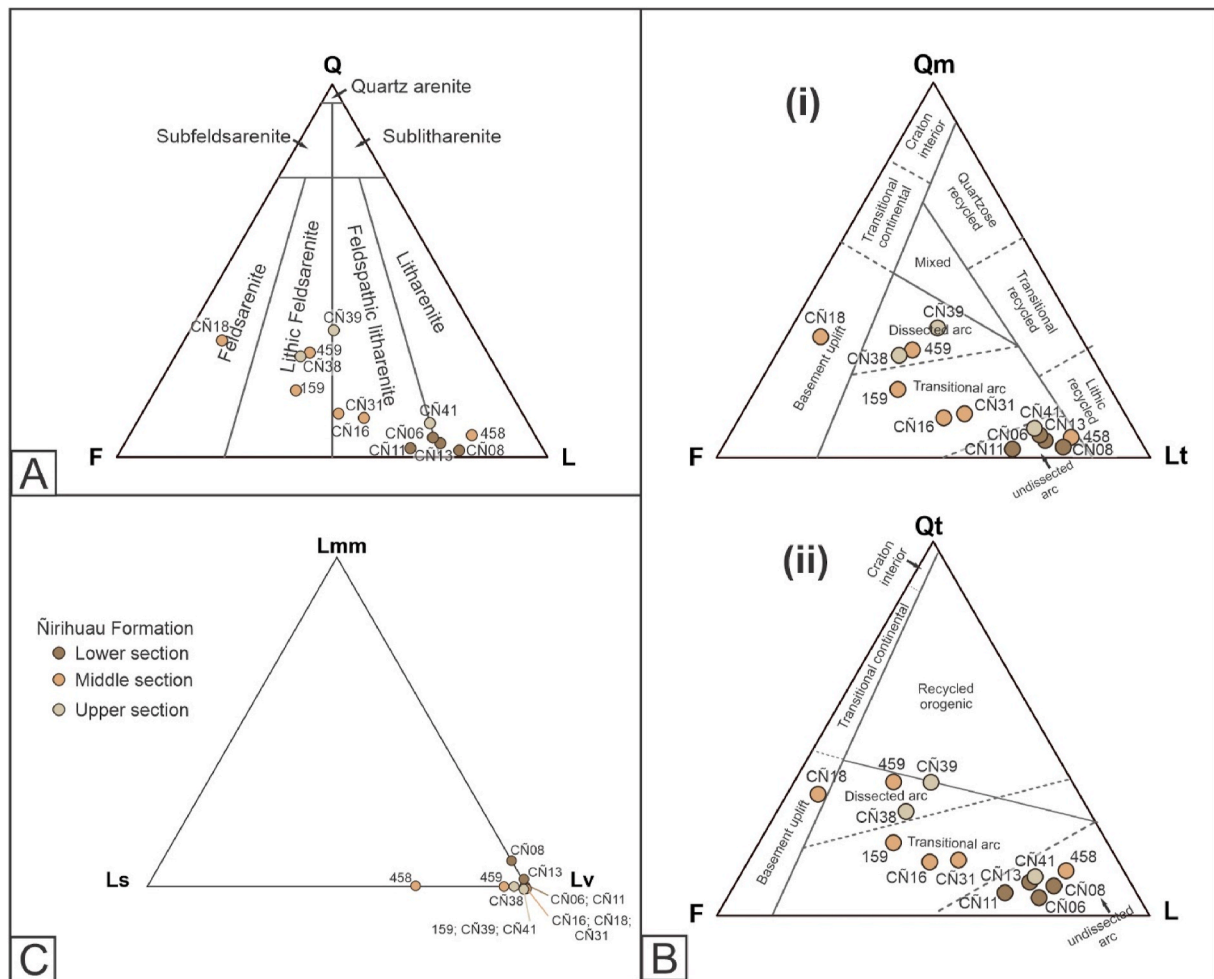 Q
Quartz arenite
Subfeldsarenite
Sublitharenite
Feldsarenite
Lithic Feldsarenite
Feldspathic litharenite
Litharenite
CÑ18
CÑ39
459
CÑ38
159
CÑ31
CÑ16
CÑ41
CÑ06
458
CÑ11
CÑ13
CÑ08
F
L
A
(i)
Qm
Craton
interior
Transitional
continental
Quartzose
recycled
Mixed
Transitional
recycled
CÑ18
CÑ39
Dissected arc
CÑ38
459
Basement uplift
Transitional arc
Lithic
recycled
159
CÑ31
CÑ16
CÑ41
CÑ13
CÑ06
458
CÑ11
CÑ08
F
Lt
undissected
arc
(ii)
Qt
Craton
interior
Transitional continental
Recycled
orogenic
CÑ18
459
CÑ39
Dissected arc
CÑ38
Basement uplift
Transitional arc
159
CÑ16
CÑ31
CÑ41
458
CÑ13
CÑ08
CÑ11
CÑ06
F
L
undissected
arc
B
Lmm
Ñirihuau Formation
Lower section
Middle section
Upper section
CÑ08
CÑ13
Ls
458
459
Lv
CÑ38
CÑ06; CÑ11
159; CÑ39; CÑ41
CÑ16; CÑ18;
CÑ31
C